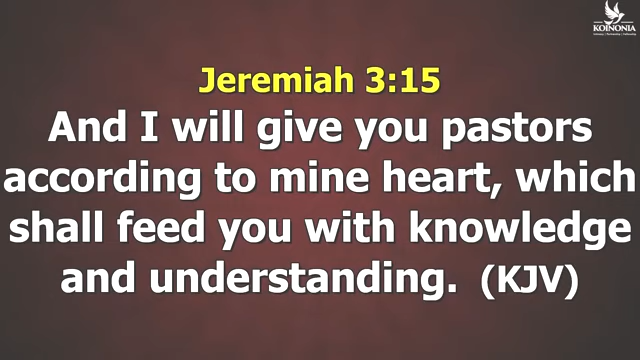 KOINONIA
Jeremiah 3:15
And I will give you pastors
according to mine heart, which
shall feed you with knowledge
and understanding. (KJV)